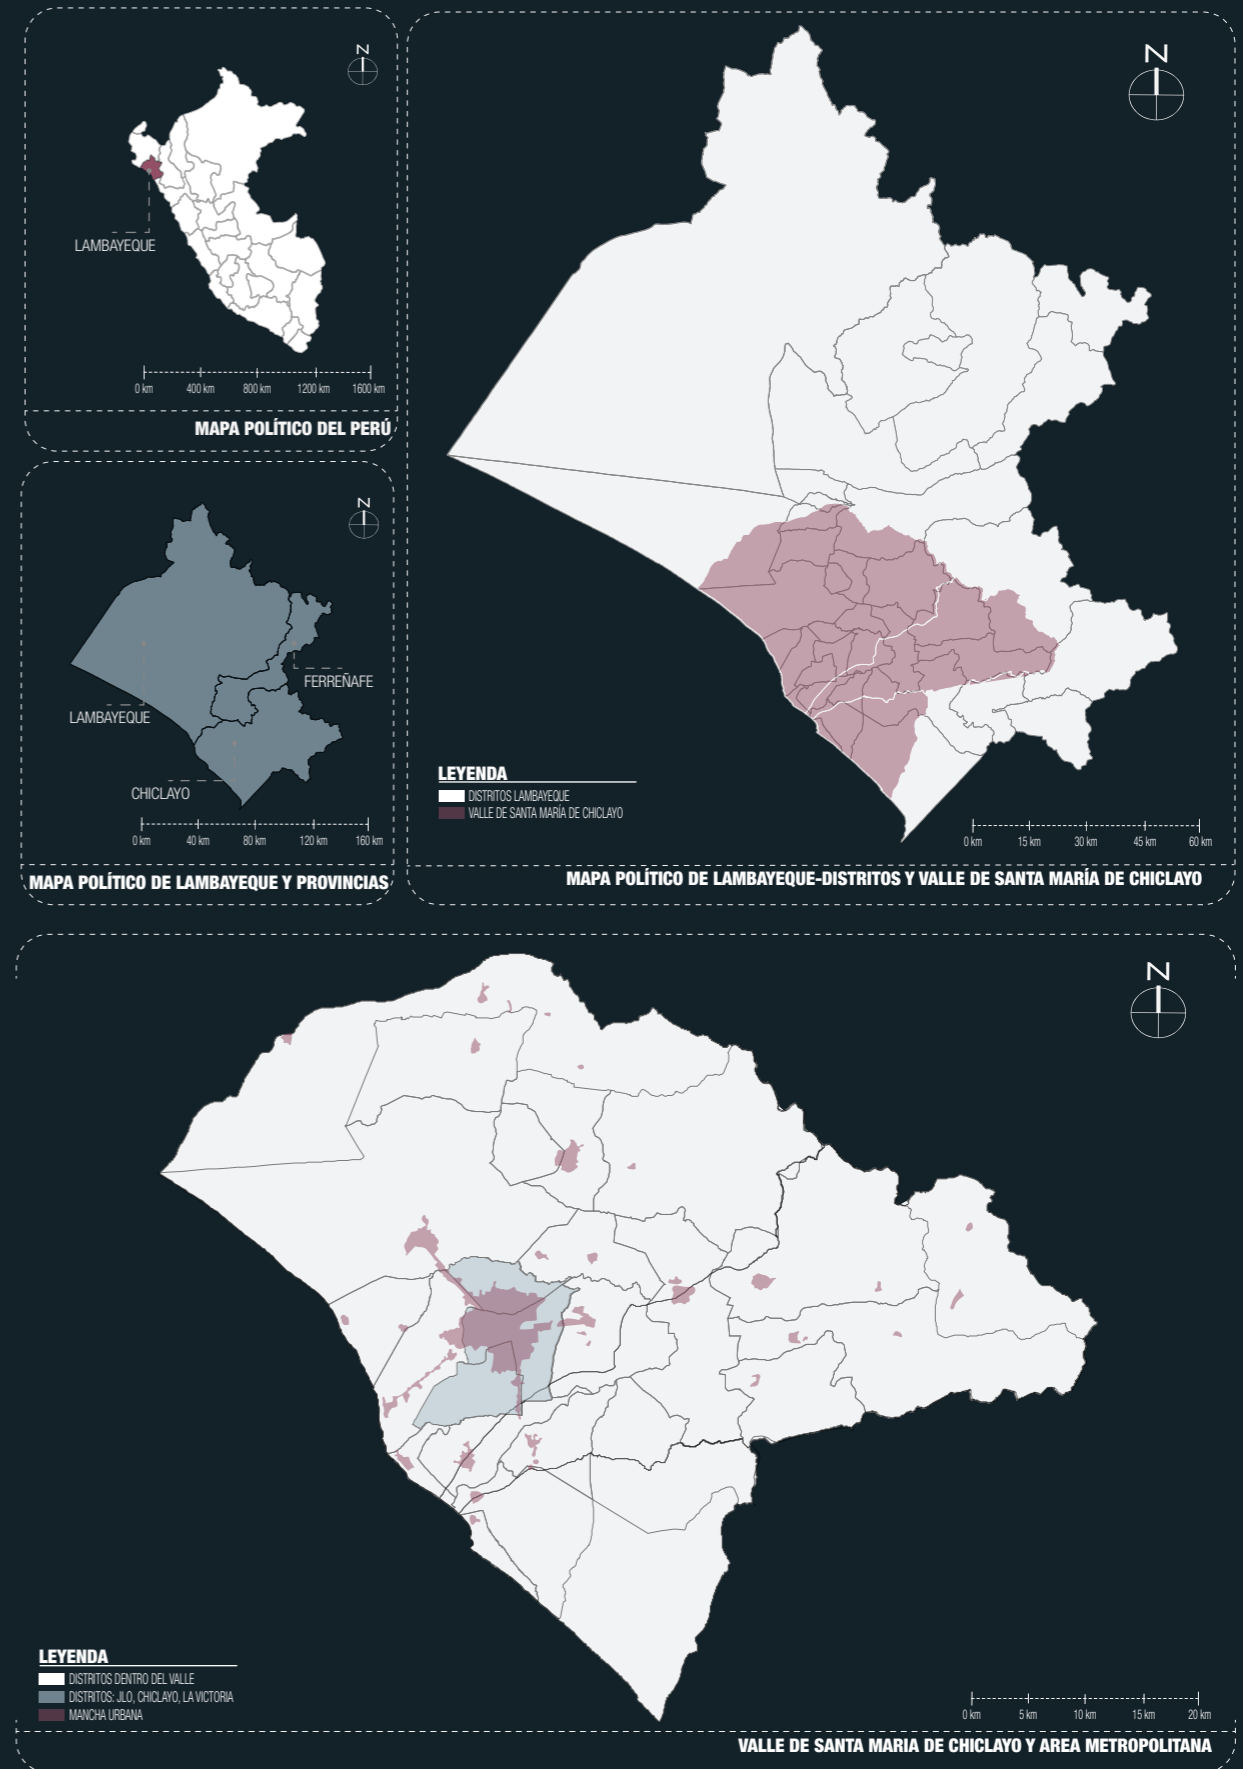 N
LAMBAYEQUE
0 km 400 km 800 km 1200 km 1600 km
MAPA POLÍTICO DEL PERÚ
N
LAMBAYEQUE
FERREÑAFE
CHICLAYO
0 km 40 km 80 km 120 km 160 km
MAPA POLÍTICO DE LAMBAYEQUE Y PROVINCIAS
N
LEYENDA
DISTRITOS LAMBAYEQUE
VALLE DE SANTA MARÍA DE CHICLAYO
0 km 15 km 30 km 45 km 60 km
MAPA POLÍTICO DE LAMBAYEQUE-DISTRITOS Y VALLE DE SANTA MARÍA DE CHICLAYO
N
LEYENDA
DISTRITOS DENTRO DEL VALLE
DISTRITOS: JLO, CHICLAYO, LA VICTORIA
MANCHA URBANA
0 km 5 km 10 km 15 km 20 km
VALLE DE SANTA MARIA DE CHICLAYO Y AREA METROPOLITANA